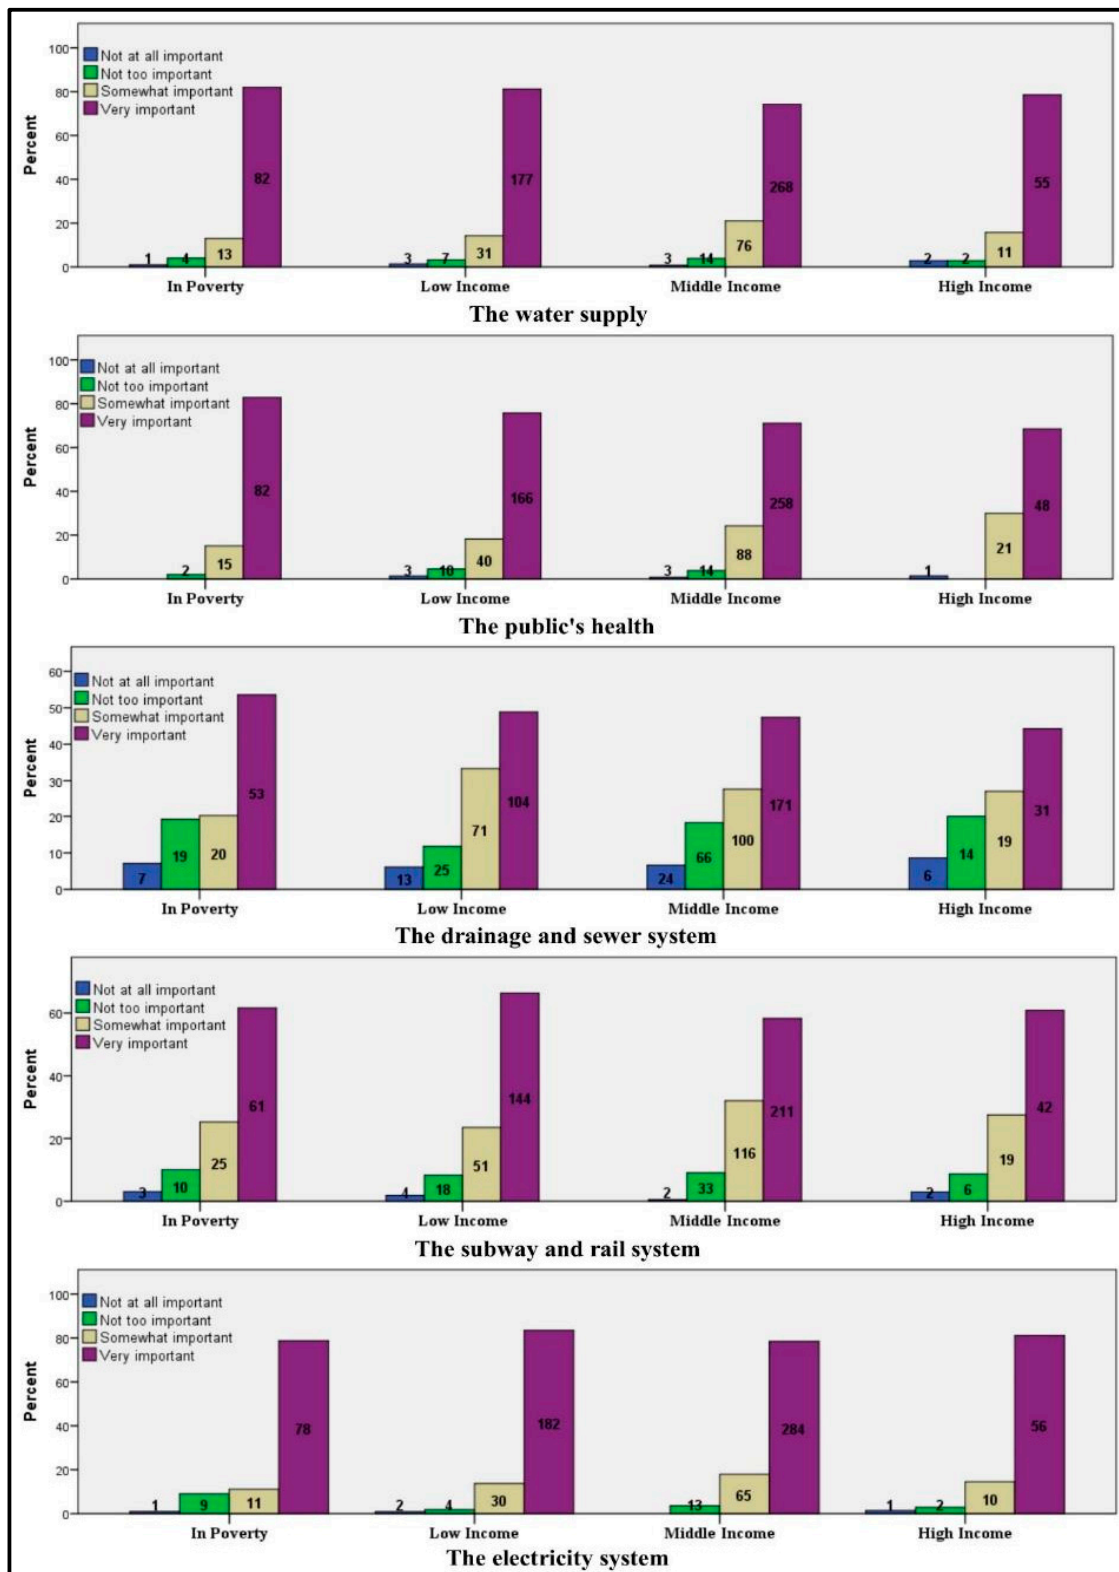 100
Not at all important
Not too important
80
Somewhat important
Very important
60
Percent
82
177
268
55
40
20
1
4
13
3
7
31
3
14
76
2
2
11
0
In Poverty
Low Income
Middle Income
High Income
The water supply
100
Not at all important
Not too important
80
Somewhat important
Very important
60
Percent
82
166
258
48
40
20
2
15
3
10
40
3
14
88
1
21
0
In Poverty
Low Income
Middle Income
High Income
The public's health
60
Not at all important
Not too important
50
Somewhat important
Very important
40
Percent
30
53
104
171
31
20
10
7
19
20
13
25
71
24
66
100
6
14
19
0
In Poverty
Low Income
Middle Income
High Income
The drainage and sewer system
Not at all important
Not too important
60
Somewhat important
Very important
Percent
40
61
144
211
42
20
3
10
25
4
18
51
2
33
116
2
6
19
0
In Poverty
Low Income
Middle Income
High Income
The subway and rail system
100
Not at all important
Not too important
80
Somewhat important
Very important
60
Percent
78
182
284
56
40
20
1
9
11
2
4
30
13
65
1
2
10
0
In Poverty
Low Income
Middle Income
High Income
The electricity system